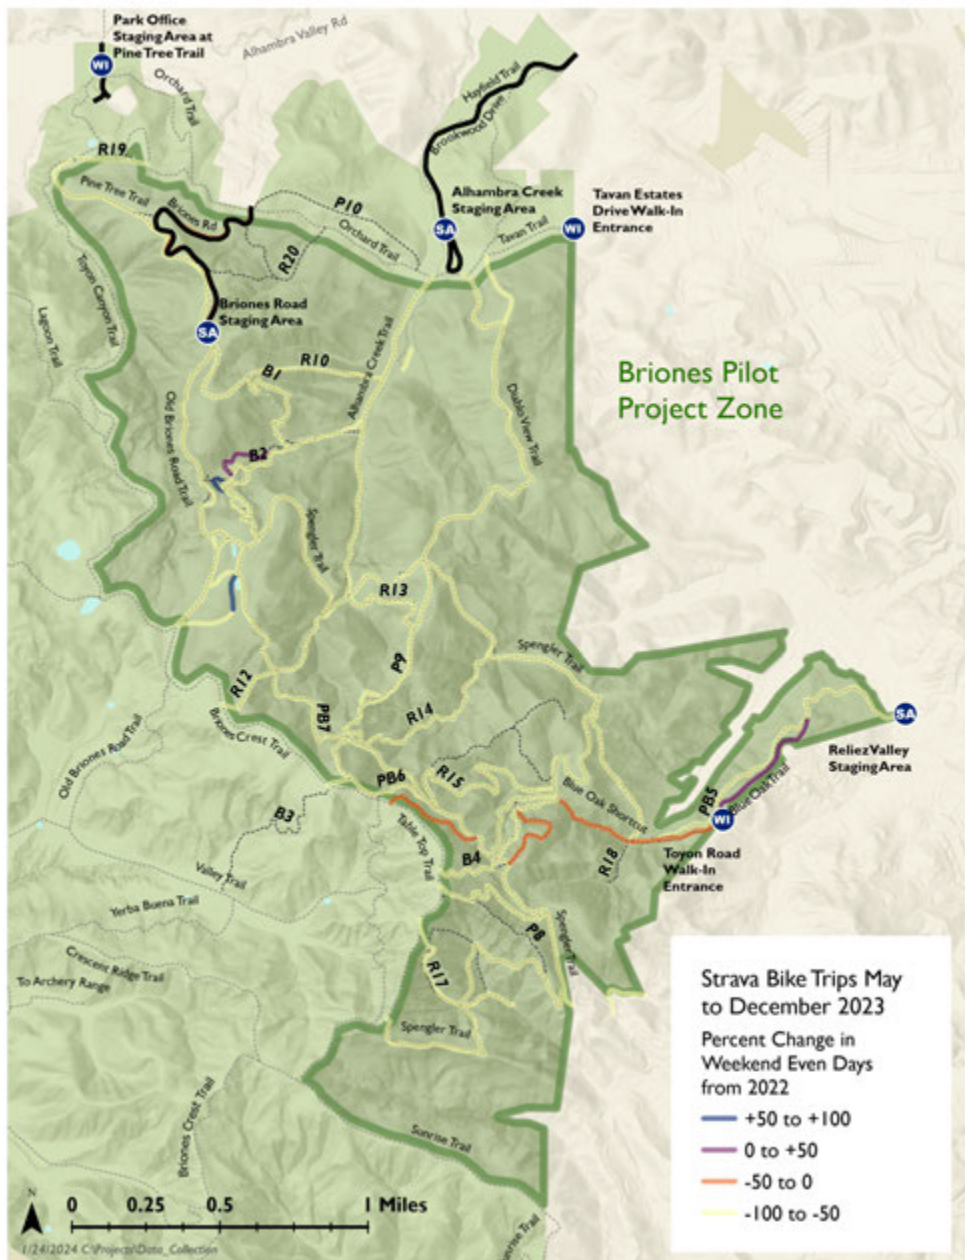 Park Office
Staging Area at
Pine Tree Trail
WI
Alhambra Valley Rd
Orchard Trail
Hayfield Trail
Brookwood Drive
R19
Pine Tree Trail
Briones Rd
P10
Orchard Trail
R20
Alhambra Creek
Staging Area
SA
Tavan Estates
Drive Walk-In
Entrance
WI
Tavan Trail
Toyon Canyon Trail
Lagoon Trail
Briones Road
Staging Area
SA
R10
B1
Alhambra Creek Trail
Briones Pilot
Project Zone
Diablo View Trail
Old Briones Road Trail
B2
Spengler Trail
R13
P9
Spengler Trail
R12
PB7
R14
Briones Crest Trail
Old Briones Road Trail
SA
Reliez Valley
Staging Area
PB6
R15
Blue Oak Shortcut
PB5
Blue Oak Trail
WI
Toyon Road
Walk-In
Entrance
B3
Table Top Trail
B4
R18
Valley Trail
Yerba Buena Trail
P8
Spengler Trail
Crescent Ridge Trail
To Archery Range
R17
Spengler Trail
Briones Crest Trail
Sunrise Trail
Sunrise Trail
Strava Bike Trips May
to December 2023
Percent Change in
Weekend Even Days
from 2022
+50 to +100
0 to +50
-50 to 0
-100 to -50
N
0 0.25 0.5 1 Miles
1/24/2024 C:\Projects\Data_Collection